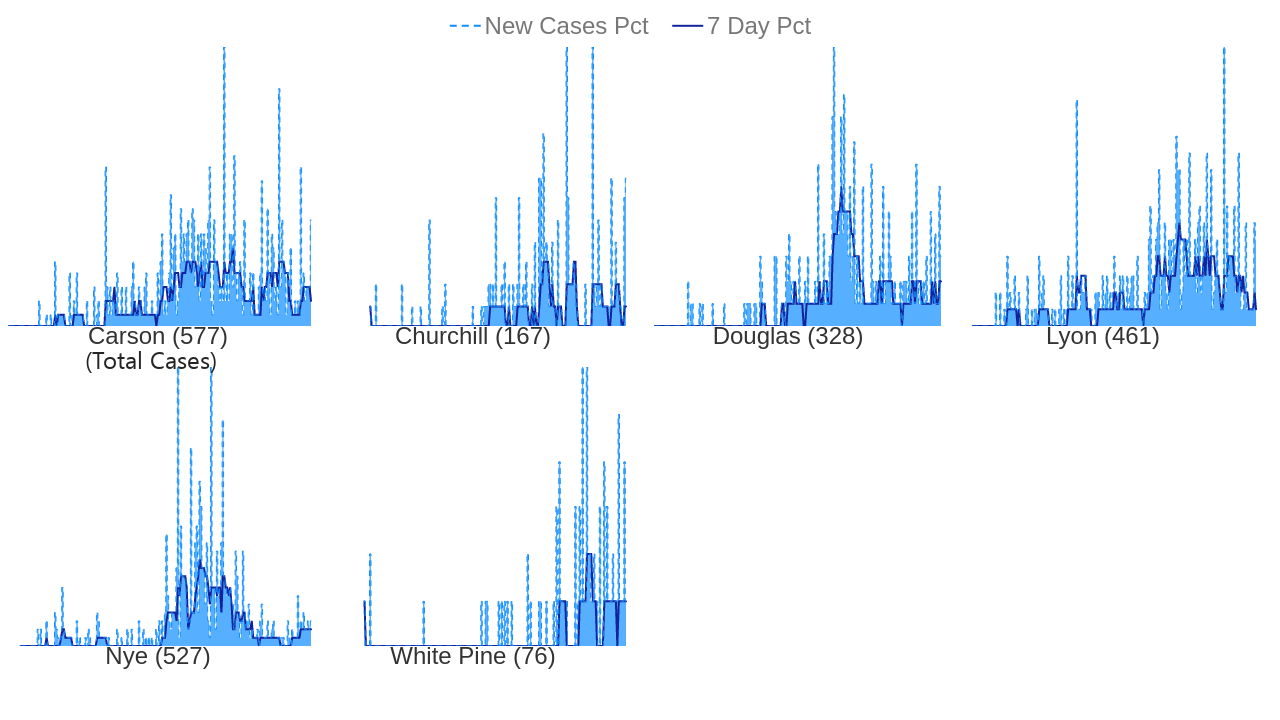 New Cases Pct 7 Day Pct
Carson (577) Churchill (167) Douglas (328) Lyon (461)
(Total Cases)
Nye (527) White Pine (76)